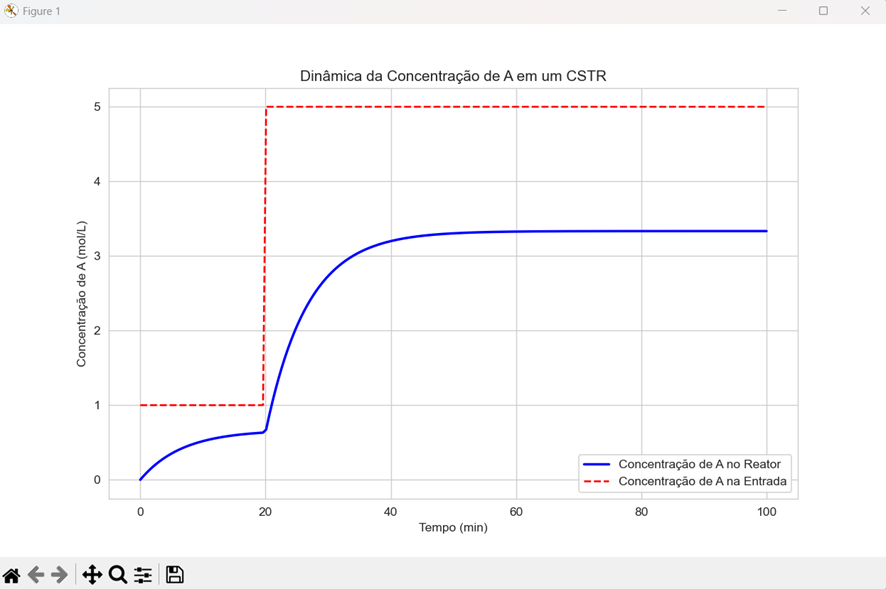 Figure 1
Dinâmica da Concentração de A em um CSTR
5
4
3
2
1
0
Concentração de A (mol/L)
Concentração de A no Reator
Concentração de A na Entrada
0 20 40 60 80 100
Tempo (min)